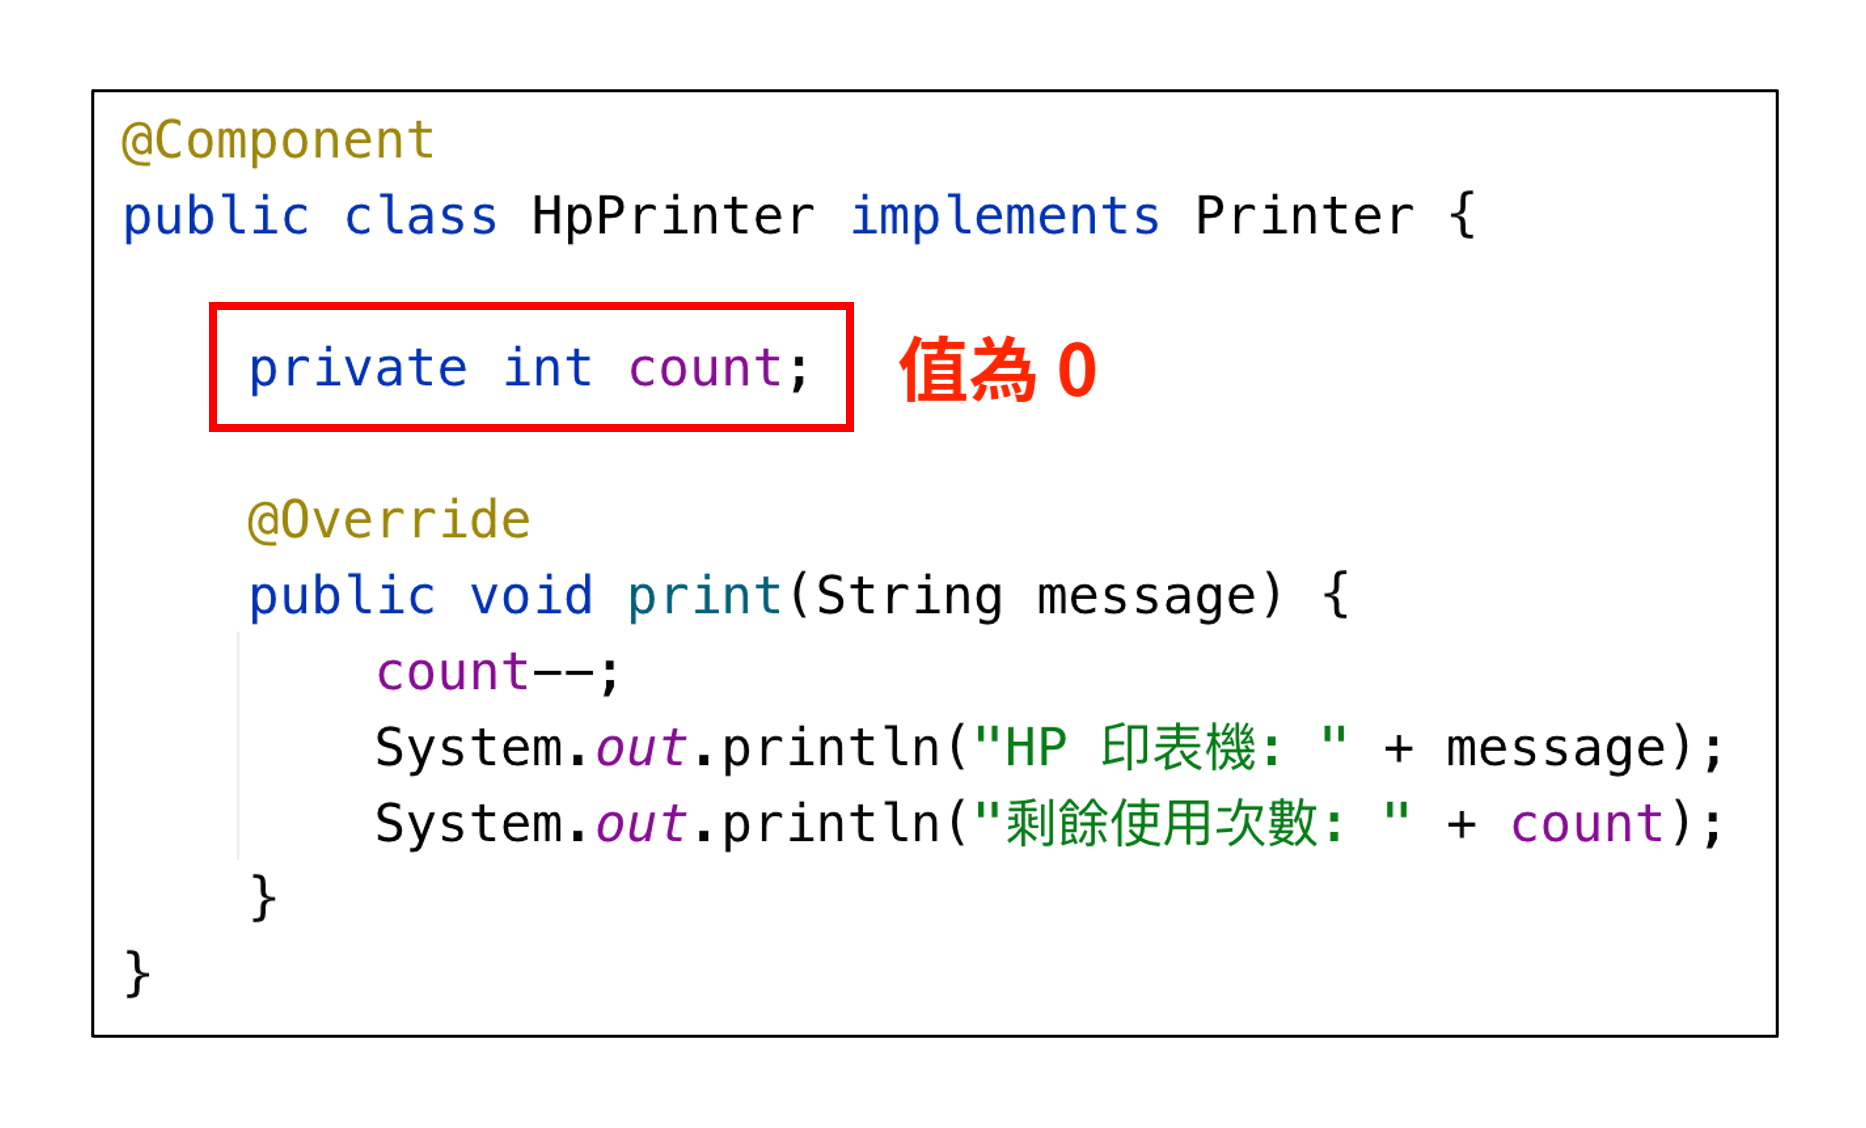 @Component
public class HpPrinter implements Printer {
private int count; 值為 0
@Override
public void print(String message) {
count--;
System.out.println("HP 印表機: " + message);
System.out.println("剩餘使用次數: " + count);
}
}